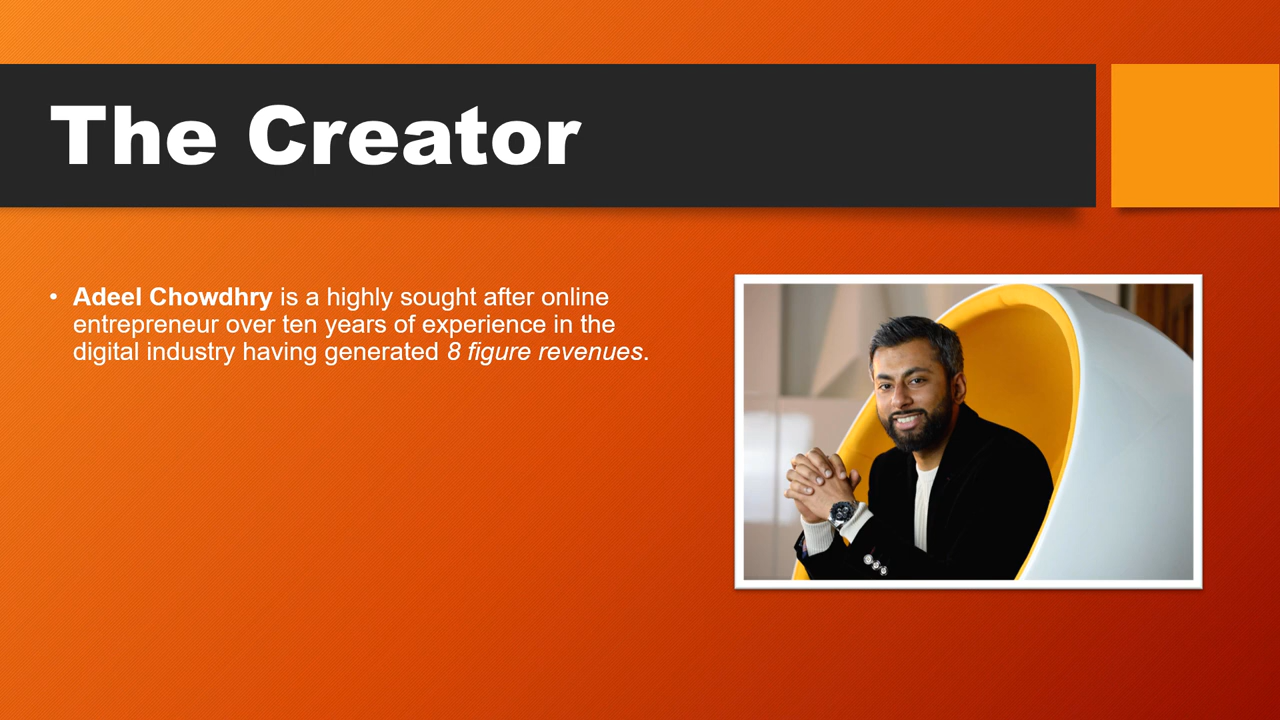 The Creator
• Adeel Chowdhry is a highly sought after online
entrepreneur over ten years of experience in the
digital industry having generated 8 figure revenues.